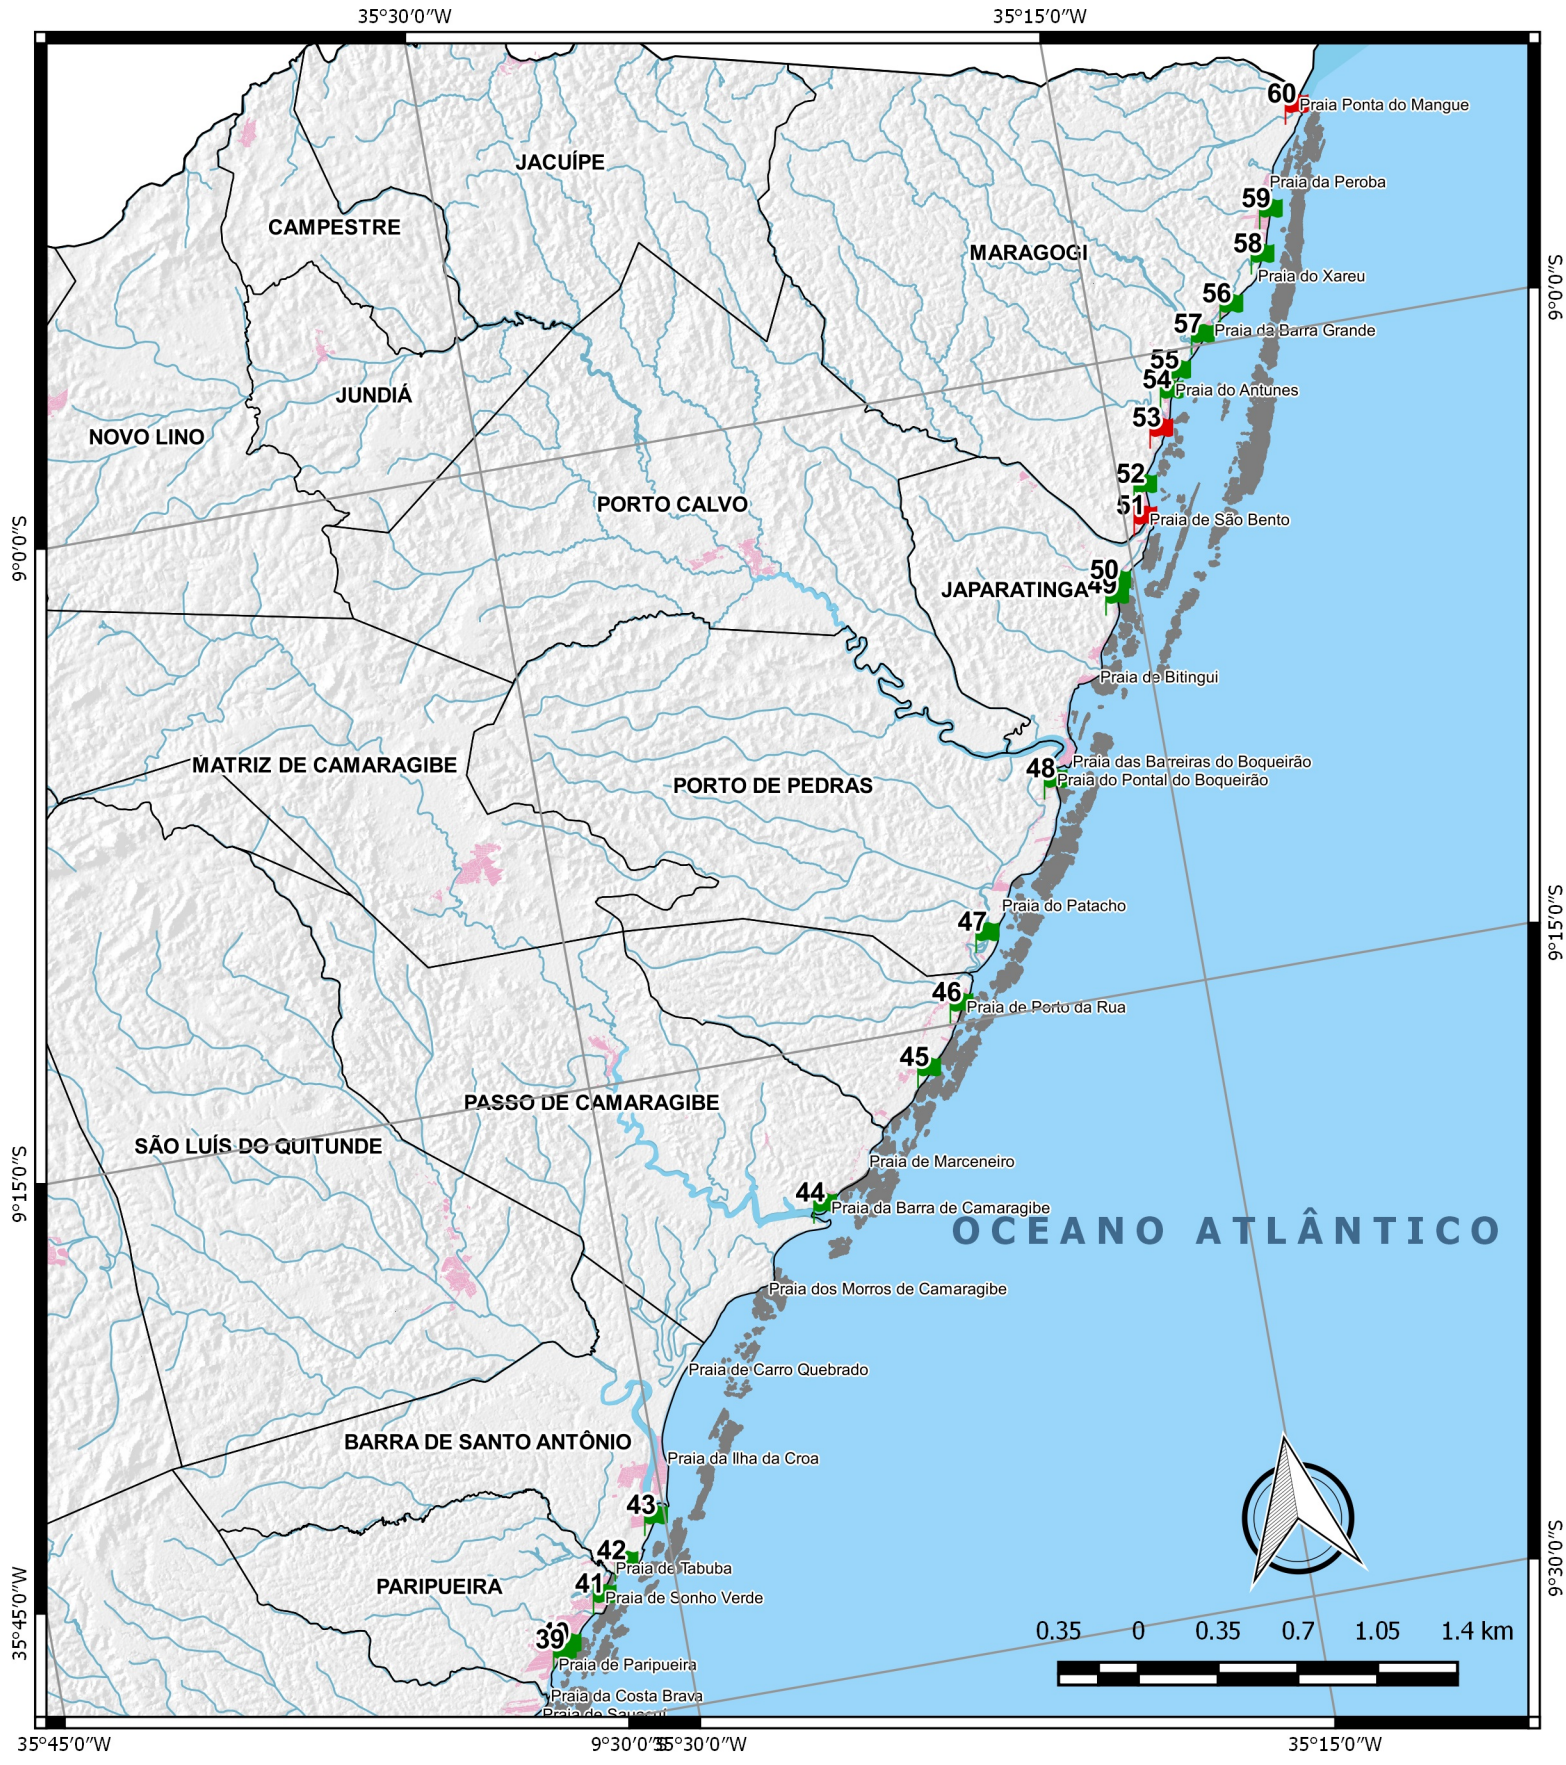 35°30′0″W
35°15′0″W
60
Praia Ponta do Mangue
JACUÍPE
Praia da Peroba
59
CAMPESTRE
58
MARAGOGI
Praia do Xareu
9°0′0″S
56
57
Praia da Barra Grande
55
54
Praia do Antunes
JUNDIÁ
53
NOVO LINO
52
PORTO CALVO
51
Praia de São Bento
9°0′0″S
50
JAPARATINGA
49
Praia de Bitingui
MATRIZ DE CAMARAGIBE
Praia das Barreiras do Boqueirão
48
Praia do Pontal do Boqueirão
PORTO DE PEDRAS
Praia do Patacho
47
9°15′0″S
46
Praia de Porto da Rua
45
PASSO DE CAMARAGIBE
SÃO LUÍS DO QUITUNDE
Praia de Marceneiro
9°15′0″S
44
Praia da Barra de Camaragibe
OCEANO ATLÂNTICO
Praia dos Morros de Camaragibe
Praia de Carro Quebrado
BARRA DE SANTO ANTÔNIO
Praia da Ilha da Croa
43
42
Praia de Tabuba
9°30′0″S
41
PARIPUEIRA
Praia de Sonho Verde
35°45′0″W
39
Praia de Paripueira
0.35 0 0.35 0.7 1.05 1.4 km
Praia da Costa Brava
35°45′0″W
9°30′0″S
35°30′0″W
35°15′0″W